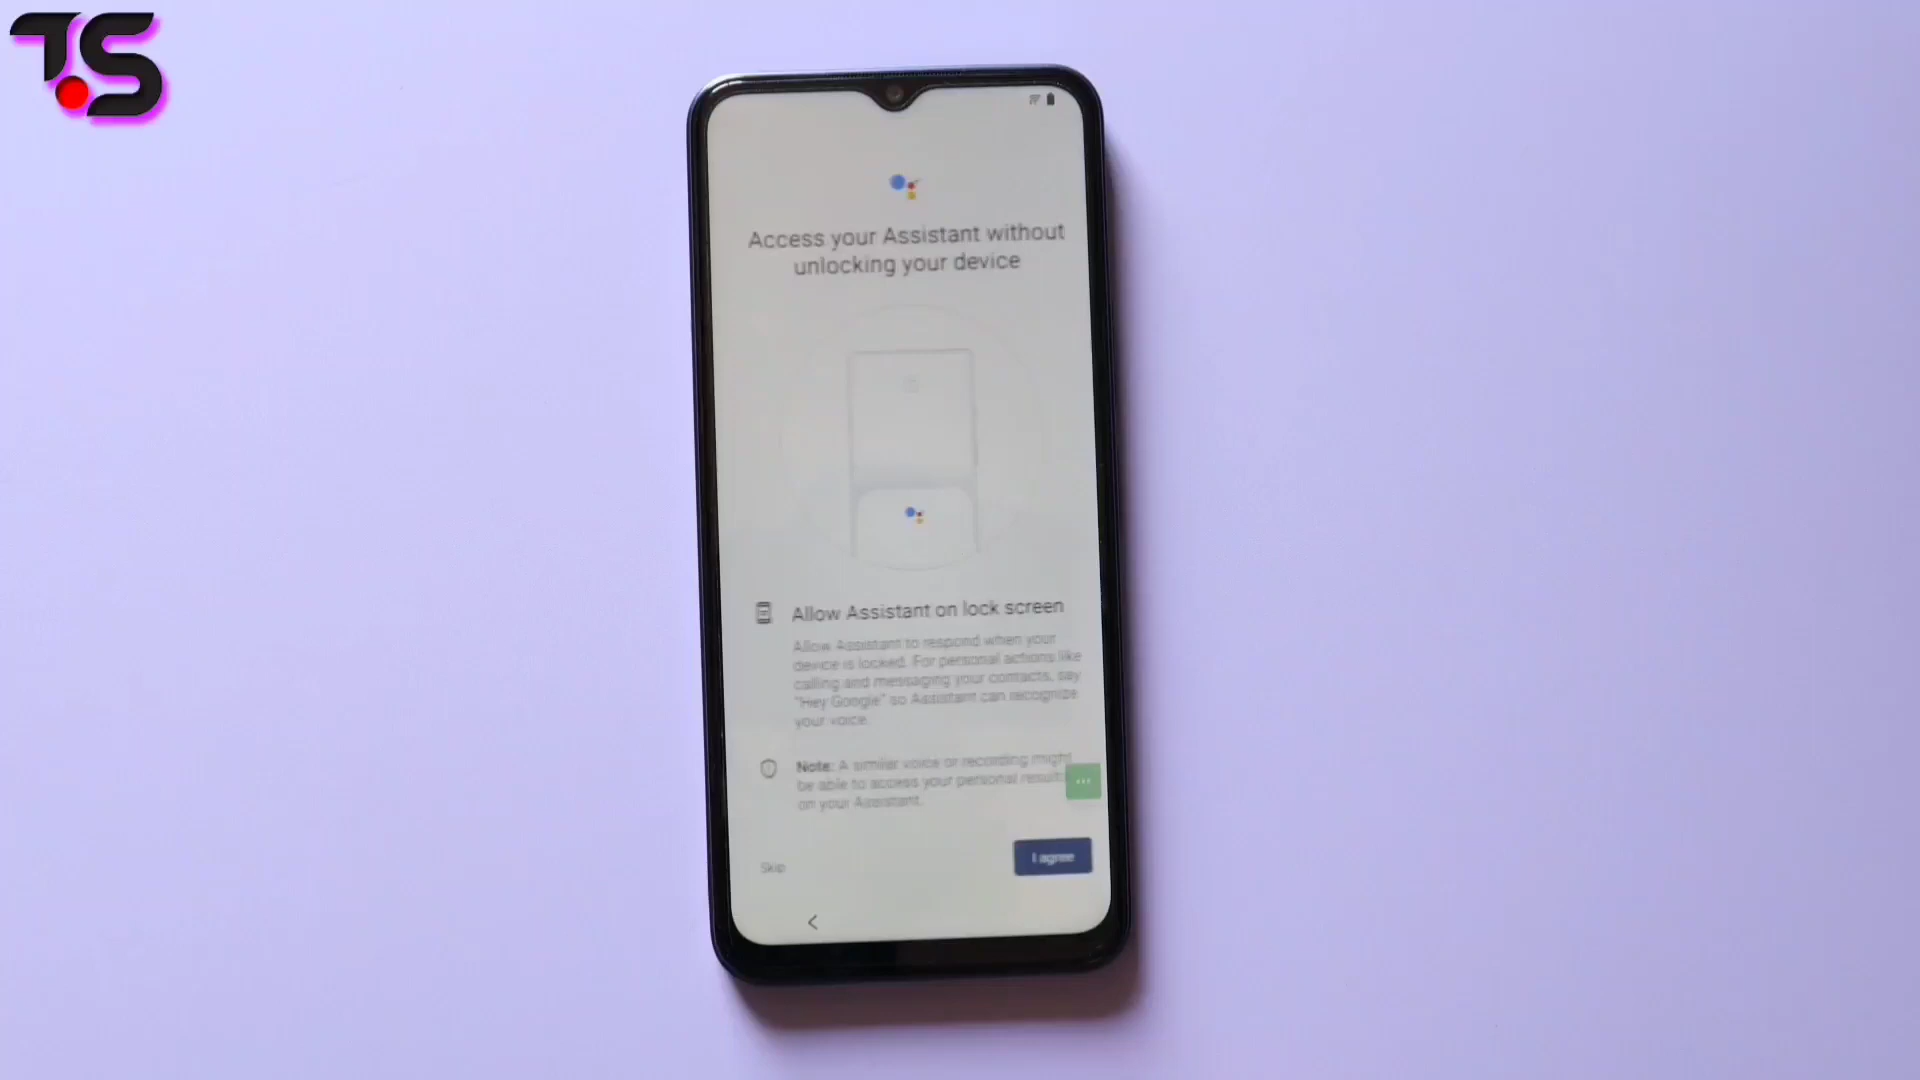 TS
Access your Assistant without
unlocking your device
Allow Assistant on lock screen
Allow Assistant to respond when your
device is locked. For personal actions like
calling and messaging your contacts, say
"Hey Google" so Assistant can recognize
your voice.
Note: A similar voice or recording might
be able to access your personal results
on your Assistant.
Skip
I agree